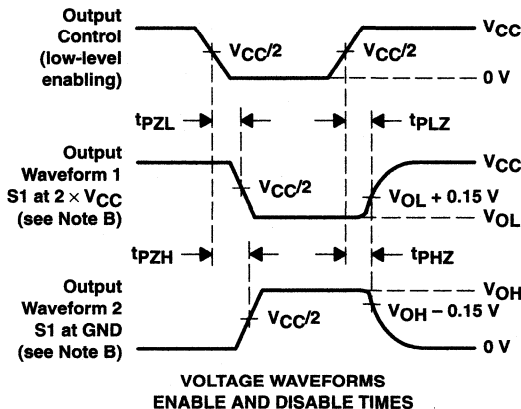 Output
Control
(low-level
enabling)
VCC/2
VCC/2
VCC
0 V
tPZL
tPLZ
Output
Waveform 1
S1 at 2 × VCC
(see Note B)
VCC/2
VCC
VOL + 0.15 V
VOL
tPZH
tPHZ
Output
Waveform 2
S1 at GND
(see Note B)
VCC/2
VOH
VOH − 0.15 V
0 V
VOLTAGE WAVEFORMS
ENABLE AND DISABLE TIMES